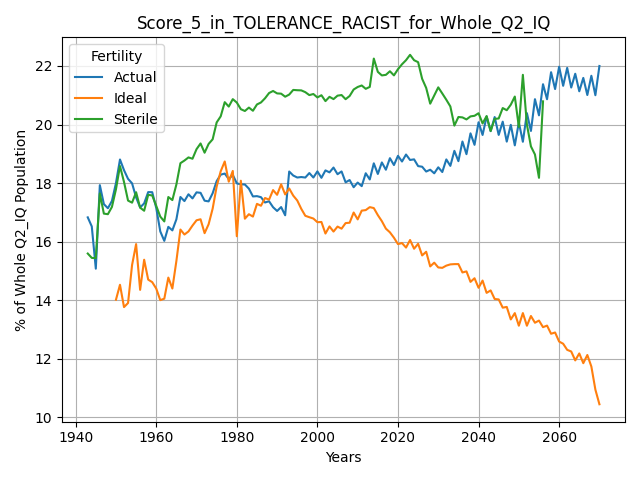 Score_5_in_TOLERANCE_RACIST_for_Whole_Q2_IQ
Fertility
Actual
Ideal
Sterile
% of Whole Q2_IQ Population
22
20
18
16
14
12
10
1940
1960
1980
2000
2020
2040
2060
Years